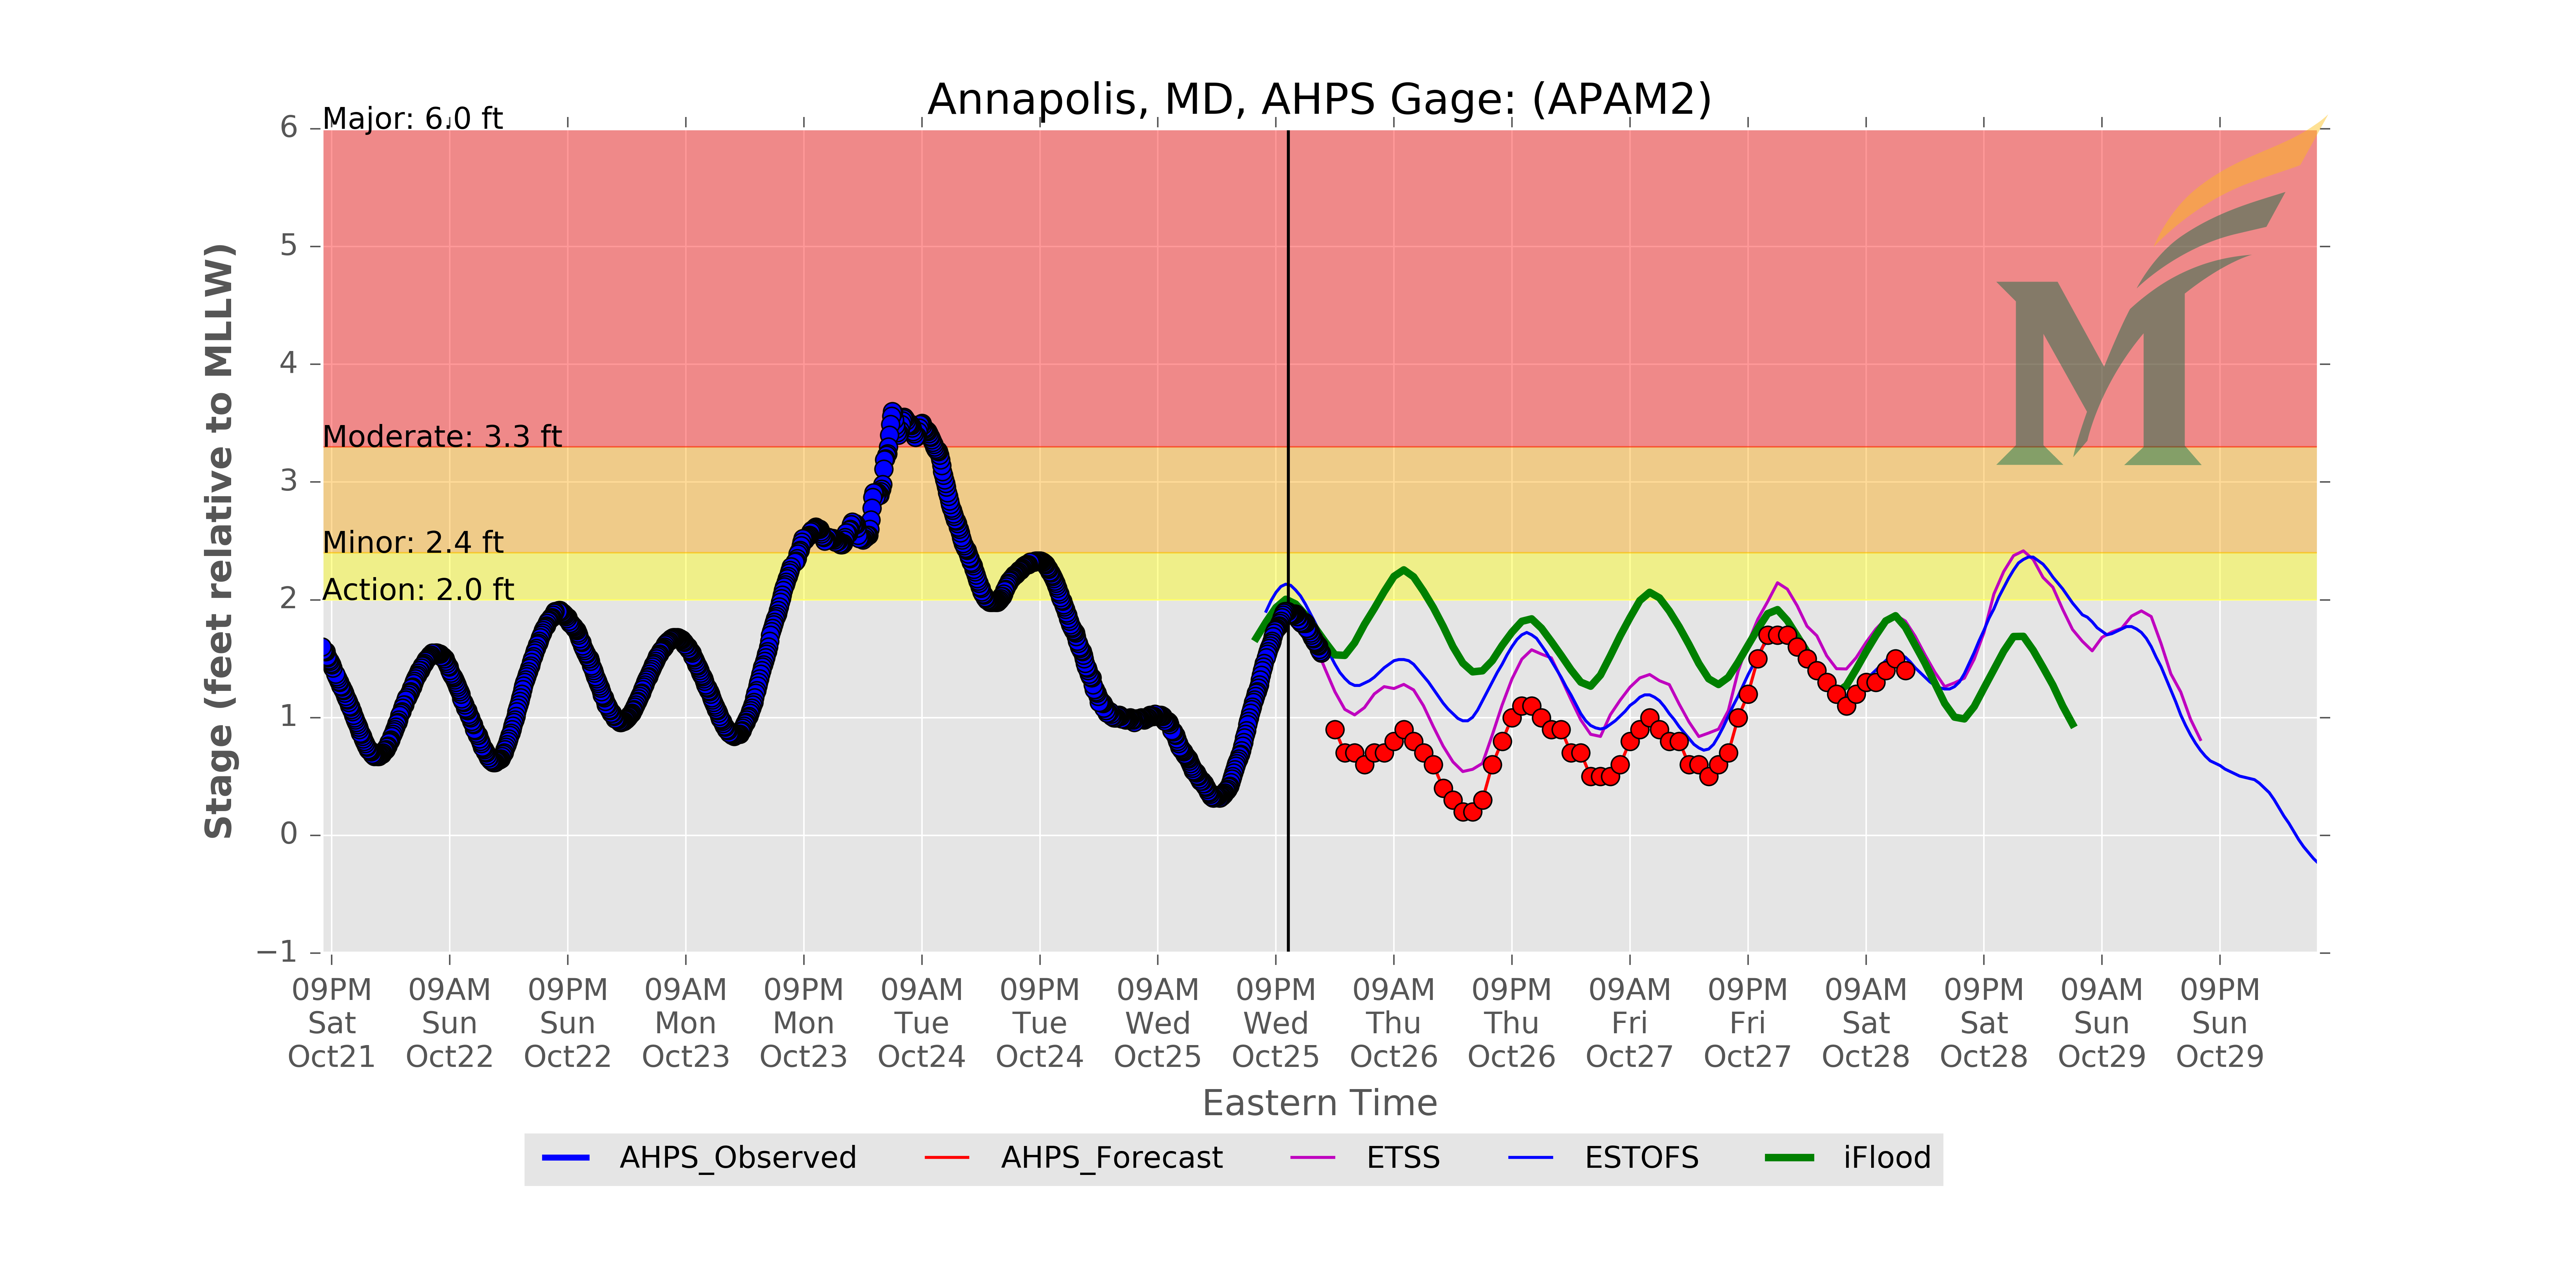 Annapolis, MD, AHPS Gage: (APAM2)
Major: 6.0 ft
Moderate: 3.3 ft
Minor: 2.4 ft
Action: 2.0 ft
Stage (feet relative to MLLW)
6
5
4
3
2
1
0
−1
09PM 09AM 09PM 09AM 09PM 09AM 09PM 09AM 09PM 09AM 09PM 09AM 09PM 09AM 09PM 09AM 09PM
Sat Sun Sun Mon Mon Tue Tue Wed Wed Thu Thu Fri Fri Sat Sat Sun Sun
Oct21 Oct22 Oct22 Oct23 Oct23 Oct24 Oct24 Oct25 Oct25 Oct26 Oct26 Oct27 Oct27 Oct28 Oct28 Oct29 Oct29
Eastern Time
AHPS_Observed AHPS_Forecast ETSS ESTOFS iFlood
M